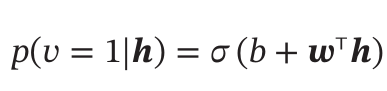 p(v = 1|h) = σ(b + w⊤h)